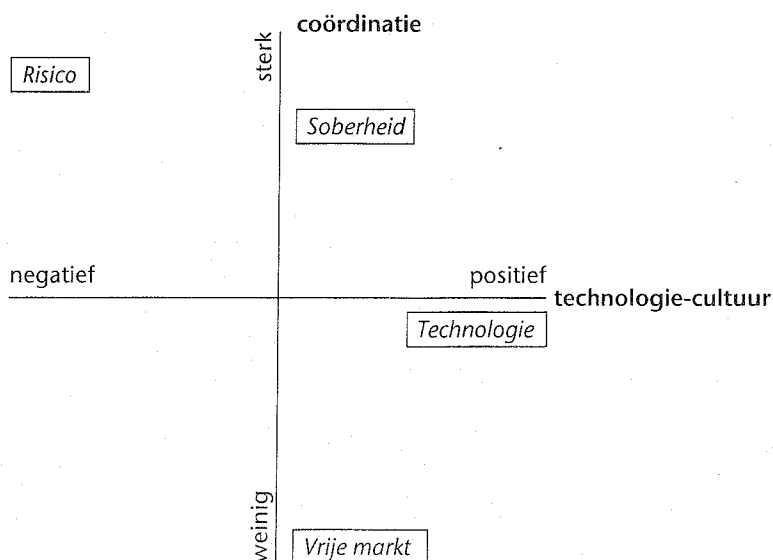 coördinatie
sterk
Risico
Soberheid
negatief
positief
technologie-cultuur
Technologie
weinig
Vrije markt